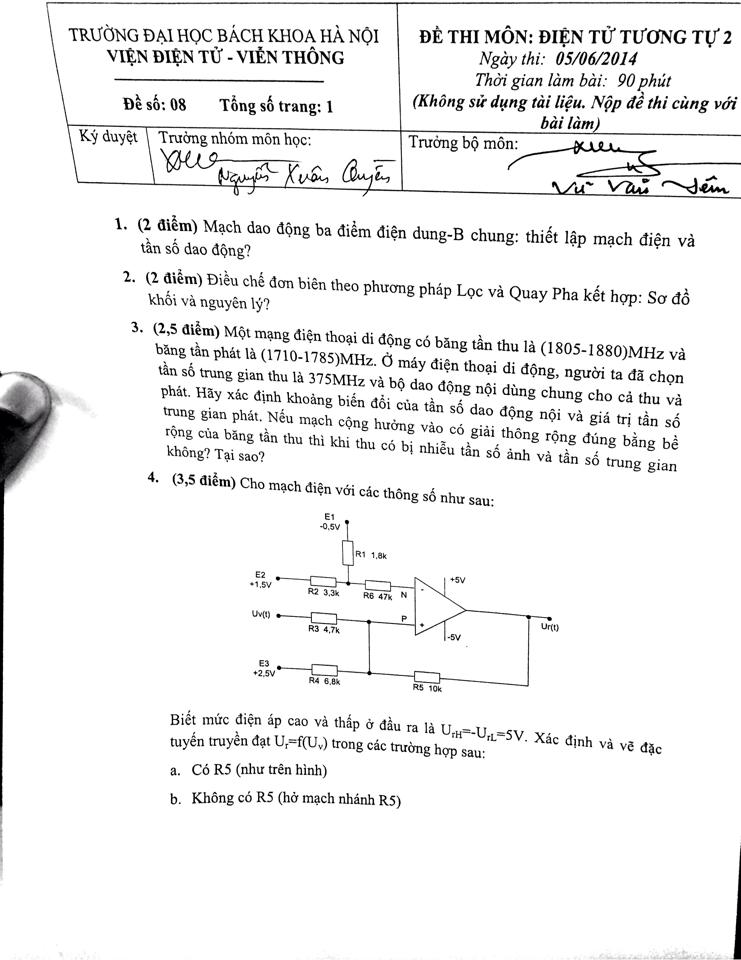 TRƯỜNG ĐẠI HỌC BÁCH KHOA HÀ NỘI
VIỆN ĐIỆN TỬ - VIỄN THÔNG
Đề số: 08 Tổng số trang: 1
ĐỀ THI MÔN: ĐIỆN TỬ TƯƠNG TỰ 2
Ngày thi: 05/06/2014
Thời gian làm bài: 90 phút
(Không sử dụng tài liệu. Nộp đề thi cùng với
bài làm)
Ký duyệt
Trưởng nhóm môn học:
Nguyễn Xuân Quyền
Trưởng bộ môn:
Vũ Văn Yêm
1. (2 điểm) Mạch dao động ba điểm điện dung-B chung: thiết lập mạch điện và
tần số dao động?
2. (2 điểm) Điều chế đơn biên theo phương pháp Lọc và Quay Pha kết hợp: Sơ đồ
khối và nguyên lý?
3. (2,5 điểm) Một mạng điện thoại di động có băng tần thu là (1805-1880)MHz và
băng tần phát là (1710-1785)MHz. Ở máy điện thoại di động, người ta đã chọn
tần số trung gian thu là 375MHz và bộ dao động nội dùng chung cho cả thu và
phát. Hãy xác định khoảng biến đổi của tần số dao động nội và giá trị tần số
trung gian phát. Nếu mạch cộng hưởng vào có giải thông rộng đúng bằng bề
rộng của băng tần thu thì khi thu có bị nhiễu tần số ảnh và tần số trung gian
không? Tại sao?
4. (3,5 điểm) Cho mạch điện với các thông số như sau:
E1
-0,5V
R1 1,8k
E2
+1,5V
R2 3,3k
R6 47k
N
-
+5V
Uv(t)
R3 4,7k
P
+
-5V
Ur(t)
E3
+2,5V
R4 6,8k
R5 10k
Biết mức điện áp cao và thấp ở đầu ra là UrH=-UrL=5V. Xác định và vẽ đặc
tuyến truyền đạt Ur=f(Uv) trong các trường hợp sau:
a. Có R5 (như trên hình)
b. Không có R5 (hở mạch nhánh R5)